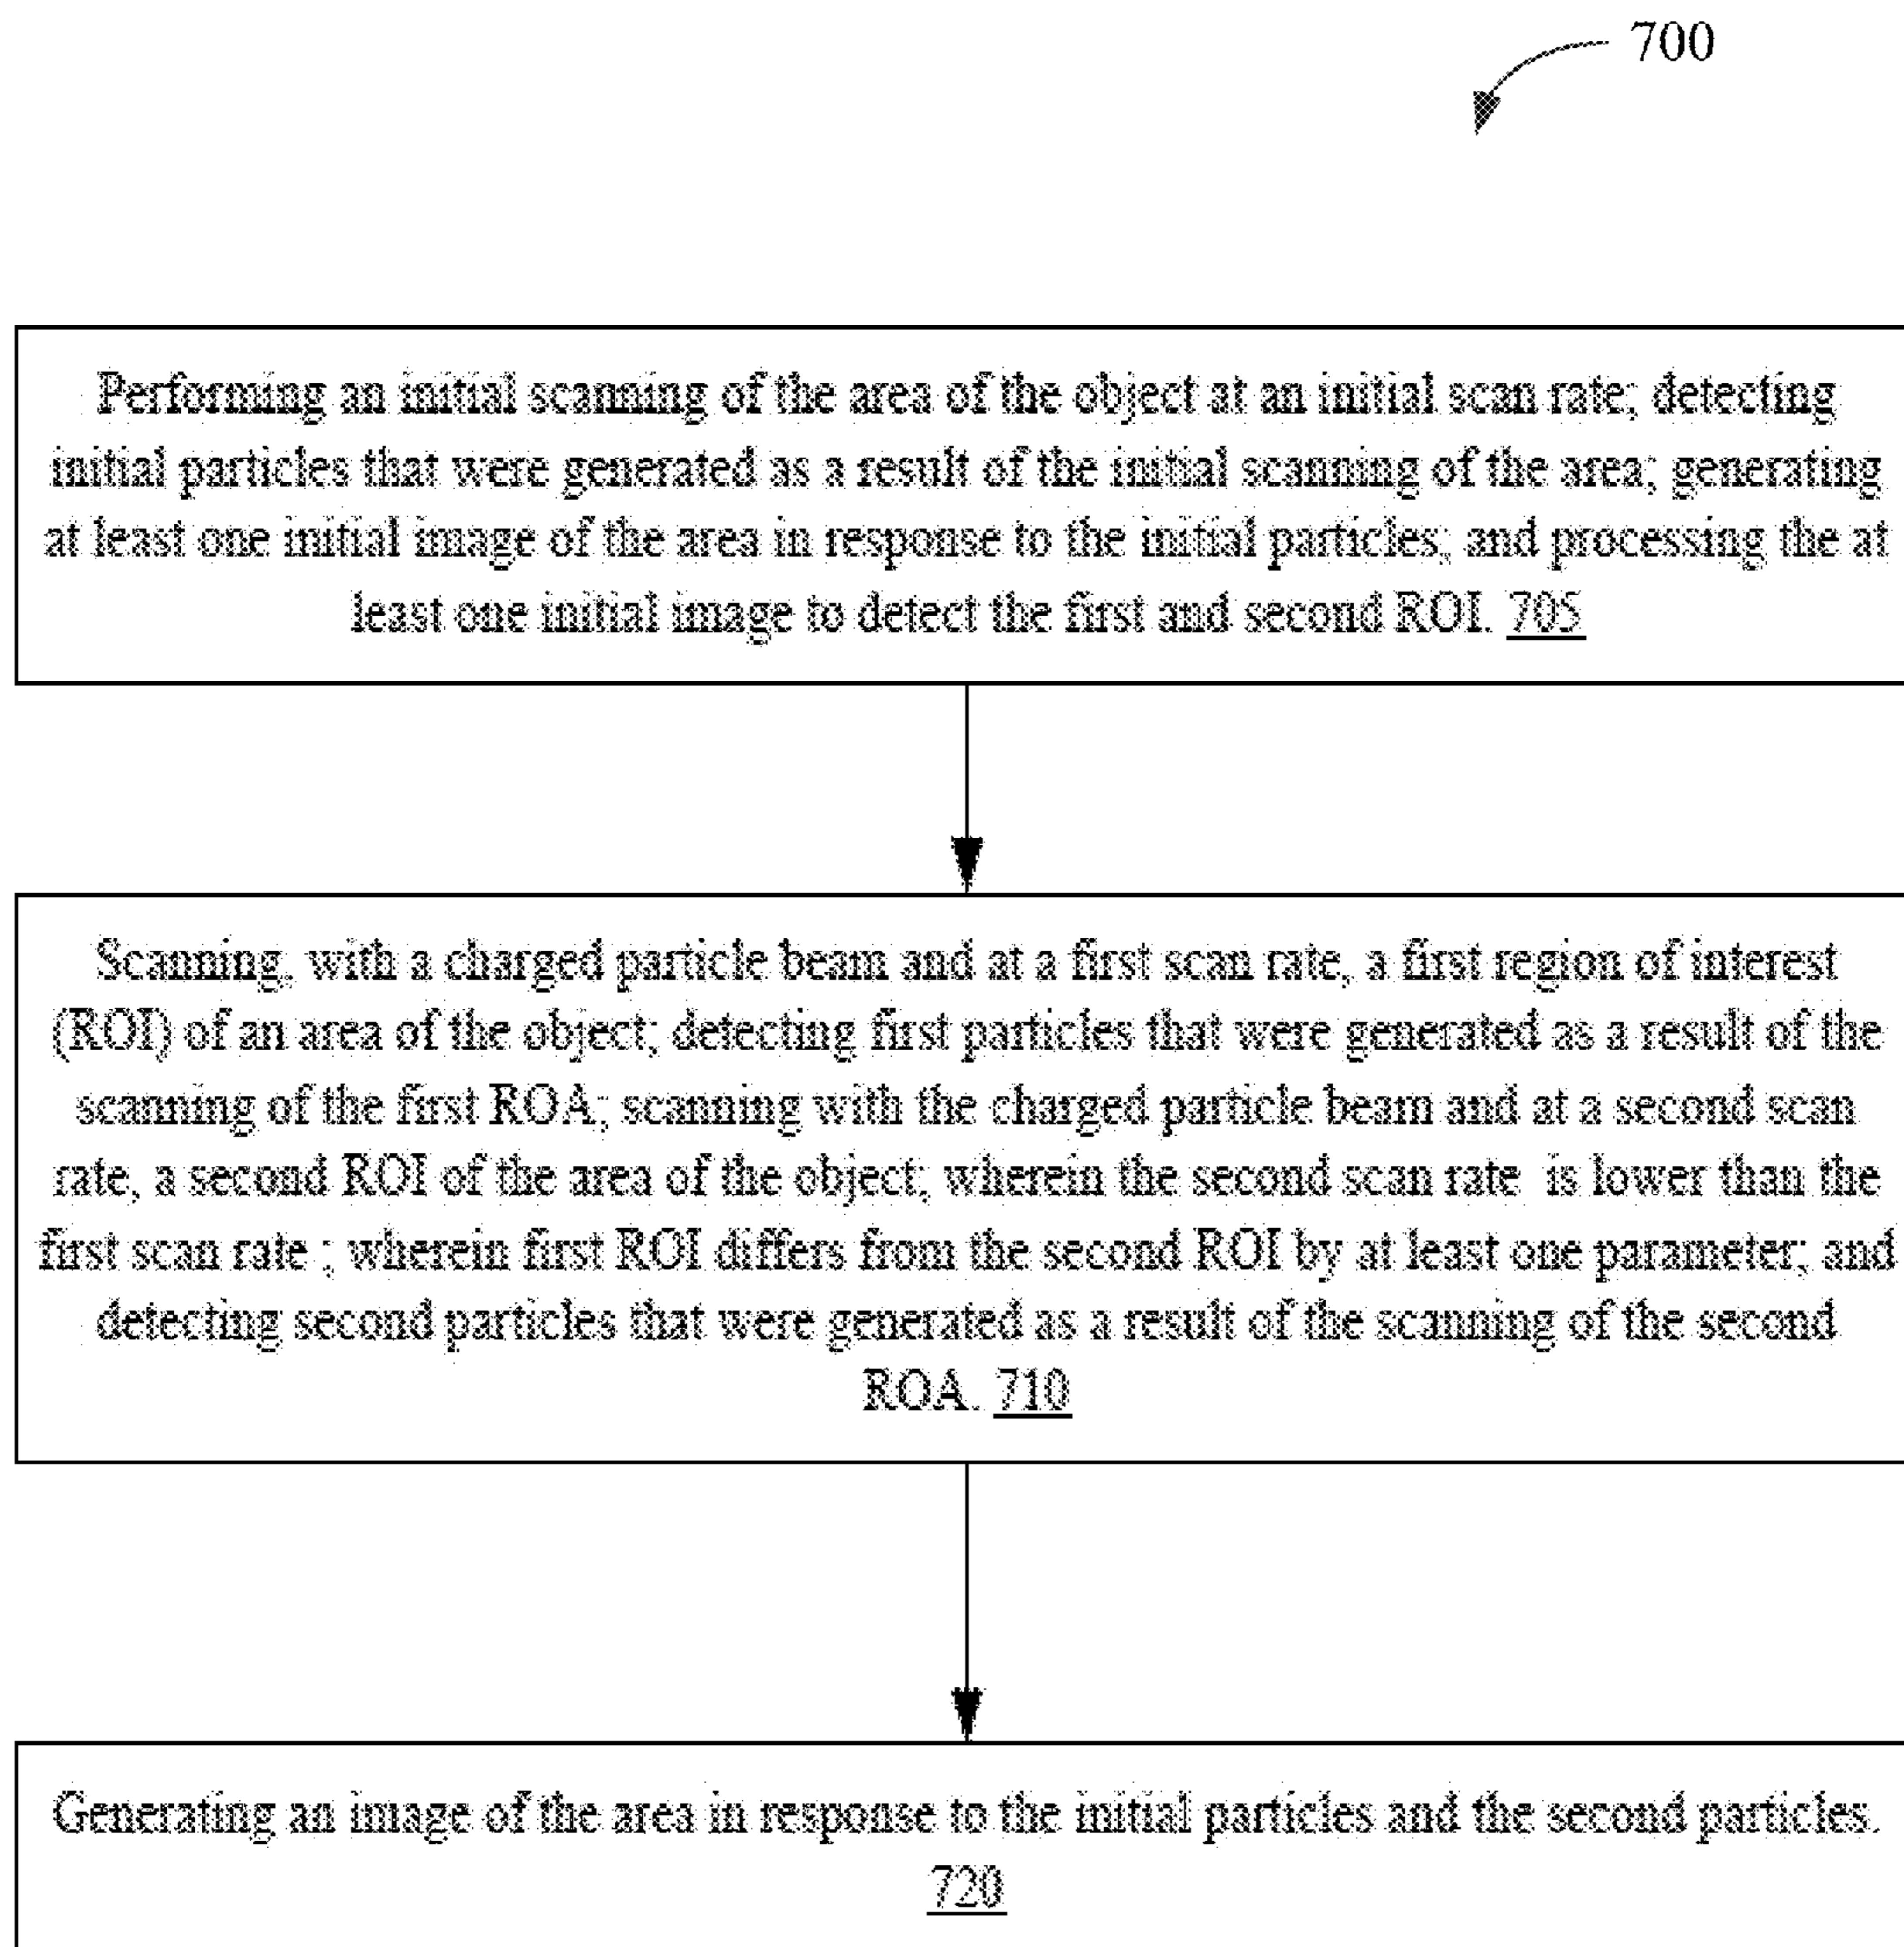 700
Performing an initial scanning of the area of the object at an initial scan rate; detecting
initial particles that were generated as a result of the initial scanning of the area; generating
at least one initial image of the area in response to the initial particles; and processing the at
least one initial image to detect the first and second ROI. 705
Scanning, with a charged particle beam and at a first scan rate, a first region of interest
(ROI) of an area of the object; detecting first particles that were generated as a result of the
scanning of the first ROA; scanning with the charged particle beam and at a second scan
rate, a second ROI of the area of the object; wherein the second scan rate is lower than the
first scan rate ; wherein first ROI differs from the second ROI by at least one parameter; and
detecting second particles that were generated as a result of the scanning of the second
ROA. 710
Generating an image of the area in response to the initial particles and the second particles.
720